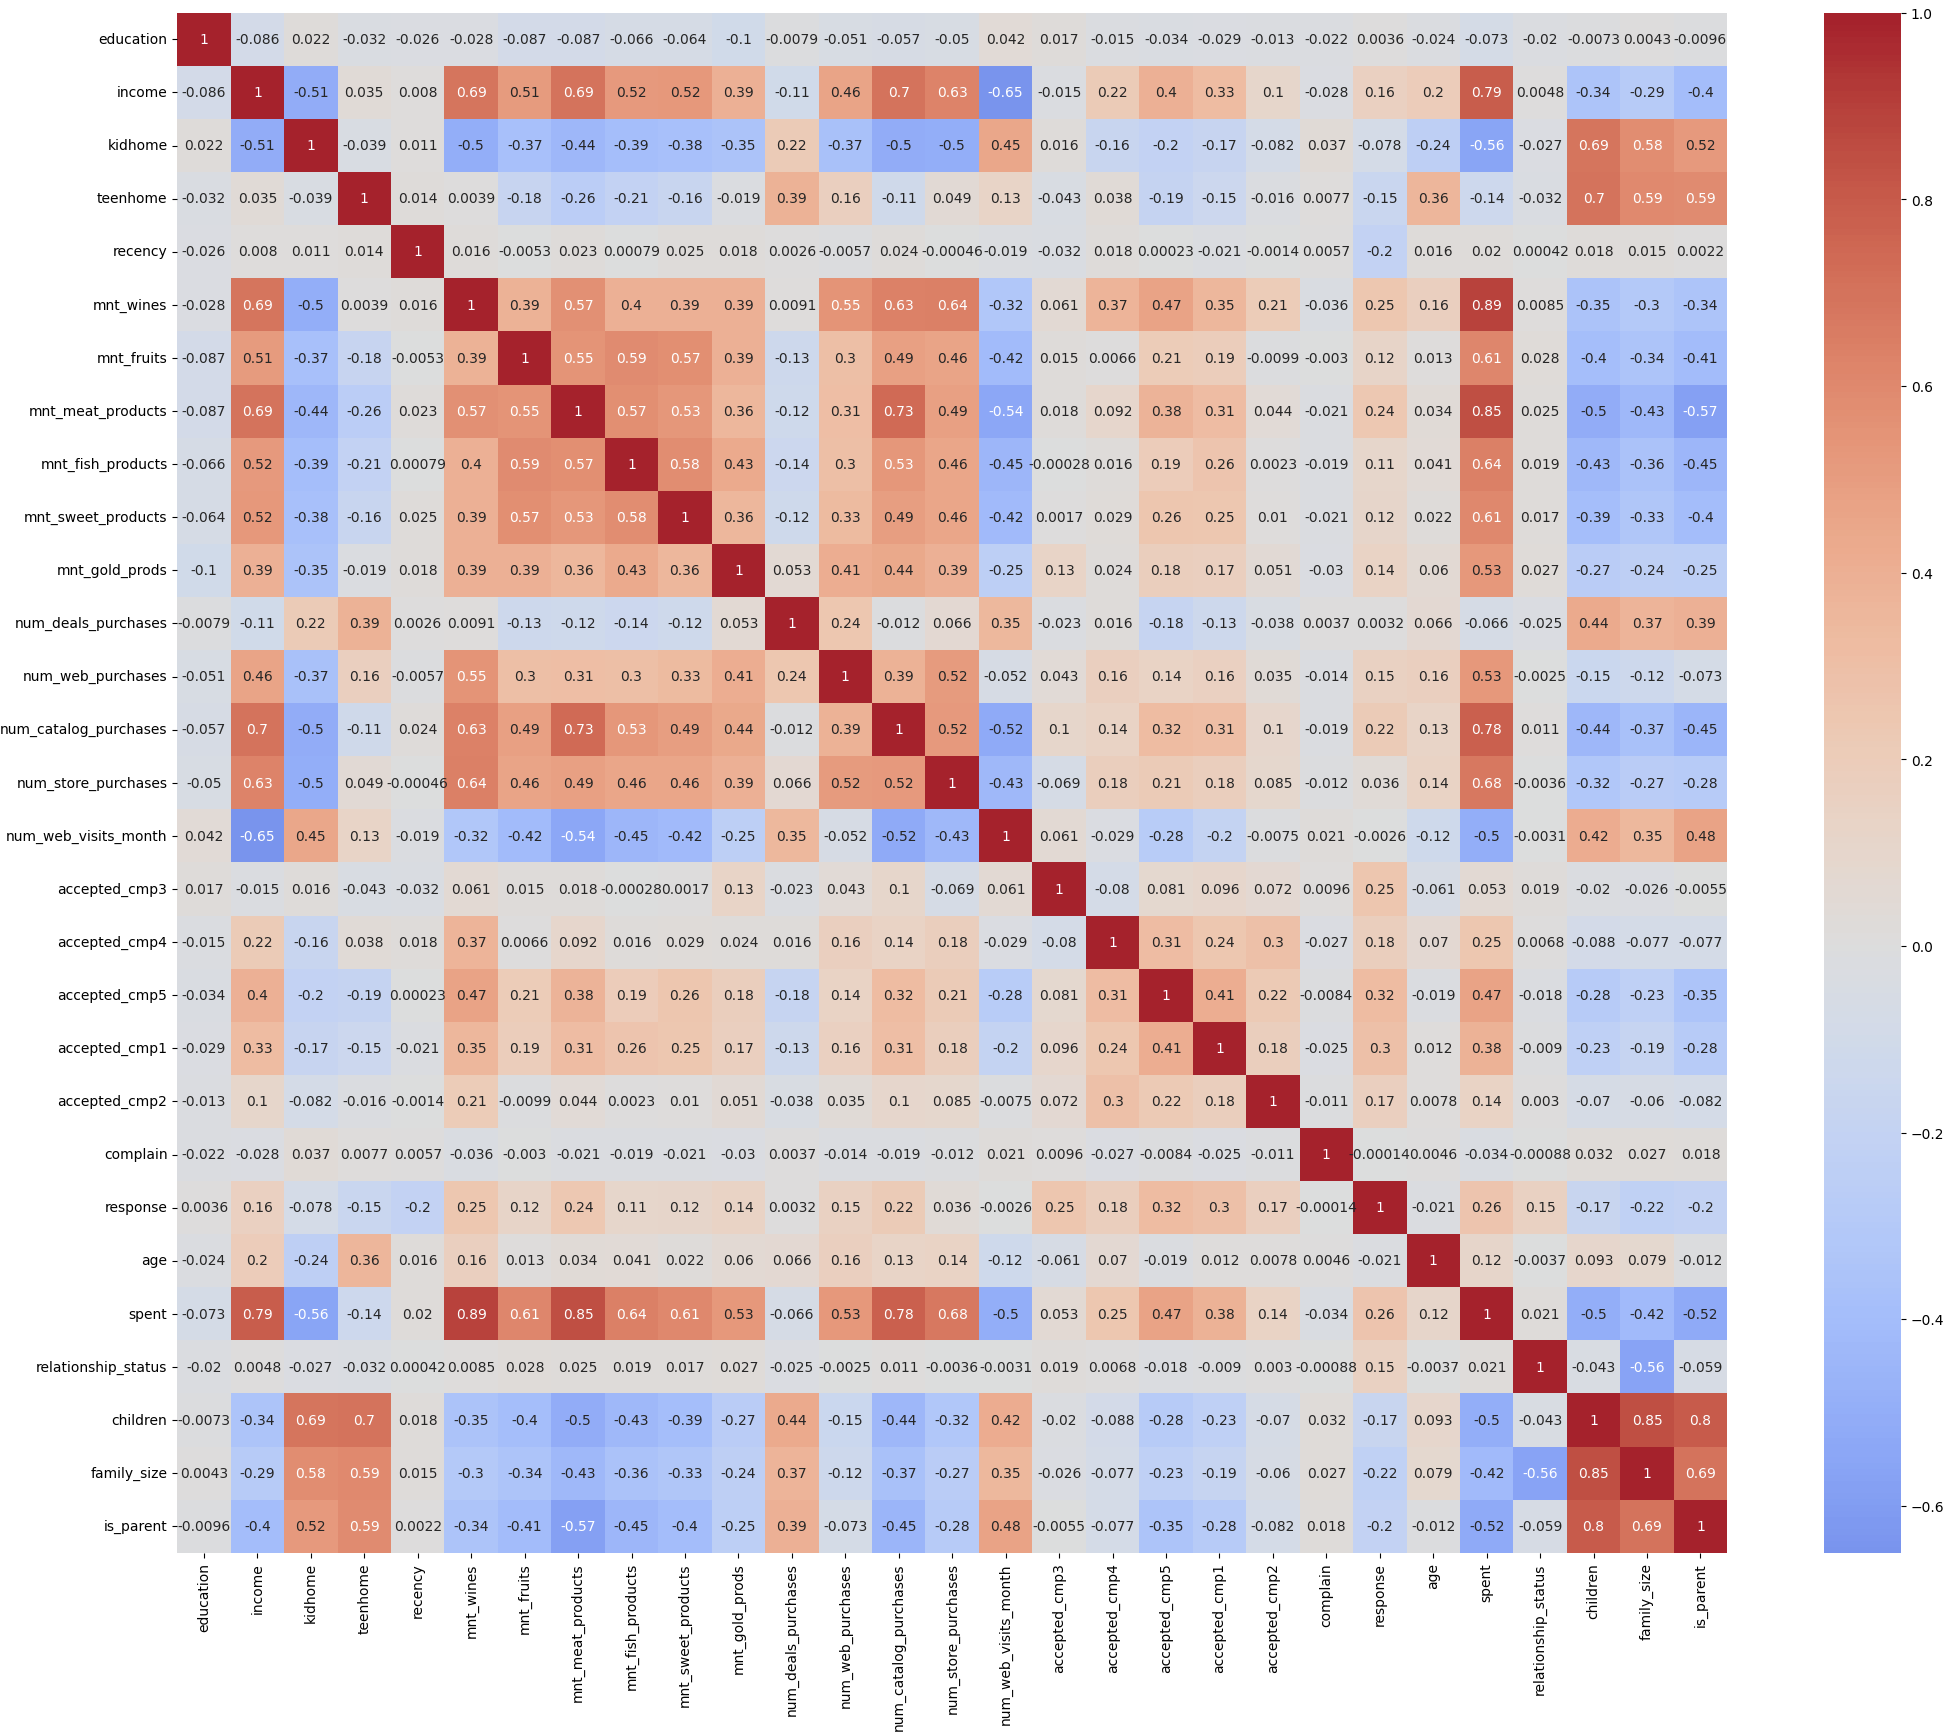 education 1 -0.086 0.022 -0.032 -0.026 -0.028 -0.087 -0.087 -0.066 -0.064 -0.1 -0.0079 -0.051 -0.057 -0.05 0.042 0.017 -0.015 -0.034 -0.029 -0.013 -0.022 0.0036 -0.024 -0.073 -0.02 -0.0073 0.0043 -0.0096 1.0
income -0.086 1 -0.51 0.035 0.008 0.69 0.51 0.69 0.52 0.52 0.39 -0.11 0.46 0.7 0.63 -0.65 -0.015 0.22 0.4 0.33 0.1 -0.028 0.16 0.2 0.79 0.0048 -0.34 -0.29 -0.4
kidhome 0.022 -0.51 1 -0.039 0.011 -0.5 -0.37 -0.44 -0.39 -0.38 -0.35 0.22 -0.37 -0.5 -0.5 0.45 0.016 -0.16 -0.2 -0.17 -0.082 0.037 -0.078 -0.24 -0.56 -0.027 0.69 0.58 0.52
teenhome -0.032 0.035 -0.039 1 0.014 0.0039 -0.18 -0.26 -0.21 -0.16 -0.019 0.39 0.16 -0.11 0.049 0.13 -0.043 0.038 -0.19 -0.15 -0.016 0.0077 -0.15 0.36 -0.14 -0.032 0.7 0.59 0.59 0.8
recency -0.026 0.008 0.011 0.014 1 0.016 -0.0053 0.023 0.00079 0.025 0.018 0.0026 -0.0057 0.024 -0.00046 -0.019 -0.032 0.018 0.00023 -0.021 -0.0014 0.0057 -0.2 0.016 0.02 0.00042 0.018 0.015 0.0022
mnt_wines -0.028 0.69 -0.5 0.0039 0.016 1 0.39 0.57 0.4 0.39 0.39 0.0091 0.55 0.63 0.64 -0.32 0.061 0.37 0.47 0.35 0.21 -0.036 0.25 0.16 0.89 0.0085 -0.35 -0.3 -0.34
mnt_fruits -0.087 0.51 -0.37 -0.18 -0.0053 0.39 1 0.55 0.59 0.57 0.39 -0.13 0.3 0.49 0.46 -0.42 0.015 0.0066 0.21 0.19 -0.0099 -0.003 0.12 0.013 0.61 0.028 -0.4 -0.34 -0.41
0.6
mnt_meat_products -0.087 0.69 -0.44 -0.26 0.023 0.57 0.55 1 0.57 0.53 0.36 -0.12 0.31 0.73 0.49 -0.54 0.018 0.092 0.38 0.31 0.044 -0.021 0.24 0.034 0.85 0.025 -0.5 -0.43 -0.57
mnt_fish_products -0.066 0.52 -0.39 -0.21 0.00079 0.4 0.59 0.57 1 0.58 0.43 -0.14 0.3 0.53 0.46 -0.45 -0.00028 0.016 0.19 0.26 0.0023 -0.019 0.11 0.041 0.64 0.019 -0.43 -0.36 -0.45
mnt_sweet_products -0.064 0.52 -0.38 -0.16 0.025 0.39 0.57 0.53 0.58 1 0.36 -0.12 0.33 0.49 0.46 -0.42 0.0017 0.029 0.26 0.25 0.01 -0.021 0.12 0.022 0.61 0.017 -0.39 -0.33 -0.4
mnt_gold_prods -0.1 0.39 -0.35 -0.019 0.018 0.39 0.39 0.36 0.43 0.36 1 0.053 0.41 0.44 0.39 -0.25 0.13 0.024 0.18 0.17 0.051 -0.03 0.14 0.06 0.53 0.027 -0.27 -0.24 -0.25 0.4
num_deals_purchases -0.0079 -0.11 0.22 0.39 0.0026 0.0091 -0.13 -0.12 -0.14 -0.12 0.053 1 0.24 -0.012 0.066 0.35 -0.023 0.016 -0.18 -0.13 -0.038 0.0037 0.0032 0.066 -0.066 -0.025 0.44 0.37 0.39
num_web_purchases -0.051 0.46 -0.37 0.16 -0.0057 0.55 0.3 0.31 0.3 0.33 0.41 0.24 1 0.39 0.52 -0.052 0.043 0.16 0.14 0.16 0.035 -0.014 0.15 0.16 0.53 -0.0025 -0.15 -0.12 -0.073
num_catalog_purchases -0.057 0.7 -0.5 -0.11 0.024 0.63 0.49 0.73 0.53 0.49 0.44 -0.012 0.39 1 0.52 -0.52 0.1 0.14 0.32 0.31 0.1 -0.019 0.22 0.13 0.78 0.011 -0.44 -0.37 -0.45
0.2
num_store_purchases -0.05 0.63 -0.5 0.049 -0.00046 0.64 0.46 0.49 0.46 0.46 0.39 0.066 0.52 0.52 1 -0.43 -0.069 0.18 0.21 0.18 0.085 -0.012 0.036 0.14 0.68 -0.0036 -0.32 -0.27 -0.28
num_web_visits_month 0.042 -0.65 0.45 0.13 -0.019 -0.32 -0.42 -0.54 -0.45 -0.42 -0.25 0.35 -0.052 -0.52 -0.43 1 0.061 -0.029 -0.28 -0.2 -0.0075 0.021 -0.0026 -0.12 -0.5 -0.0031 0.42 0.35 0.48
accepted_cmp3 0.017 -0.015 0.016 -0.043 -0.032 0.061 0.015 0.018 -0.00028 0.0017 0.13 -0.023 0.043 0.1 -0.069 0.061 1 -0.08 0.081 0.096 0.072 0.0096 0.25 -0.061 0.053 0.019 -0.02 -0.026 -0.0055
accepted_cmp4 -0.015 0.22 -0.16 0.038 0.018 0.37 0.0066 0.092 0.016 0.029 0.024 0.016 0.16 0.14 0.18 -0.029 -0.08 1 0.31 0.24 0.3 -0.027 0.18 0.07 0.25 0.0068 -0.088 -0.077 -0.077 0.0
accepted_cmp5 -0.034 0.4 -0.2 -0.19 0.00023 0.47 0.21 0.38 0.19 0.26 0.18 -0.18 0.14 0.32 0.21 -0.28 0.081 0.31 1 0.41 0.22 -0.0084 0.32 -0.019 0.47 -0.018 -0.28 -0.23 -0.35
accepted_cmp1 -0.029 0.33 -0.17 -0.15 -0.021 0.35 0.19 0.31 0.26 0.25 0.17 -0.13 0.16 0.31 0.18 -0.2 0.096 0.24 0.41 1 0.18 -0.025 0.3 0.012 0.38 -0.009 -0.23 -0.19 -0.28
accepted_cmp2 -0.013 0.1 -0.082 -0.016 -0.0014 0.21 -0.0099 0.044 0.0023 0.01 0.051 -0.038 0.035 0.1 0.085 -0.0075 0.072 0.3 0.22 0.18 1 -0.011 0.17 0.0078 0.14 0.003 -0.07 -0.06 -0.082
−0.2
complain -0.022 -0.028 0.037 0.0077 0.0057 -0.036 -0.003 -0.021 -0.019 -0.021 -0.03 0.0037 -0.014 -0.019 -0.012 0.021 0.0096 -0.027 -0.0084 -0.025 -0.011 1 -0.00014 0.0046 -0.034 -0.00088 0.032 0.027 0.018
response 0.0036 0.16 -0.078 -0.15 -0.2 0.25 0.12 0.24 0.11 0.12 0.14 0.0032 0.15 0.22 0.036 -0.0026 0.25 0.18 0.32 0.3 0.17 -0.00014 1 -0.021 0.26 0.15 -0.17 -0.22 -0.2
age -0.024 0.2 -0.24 0.36 0.016 0.16 0.013 0.034 0.041 0.022 0.06 0.066 0.16 0.13 0.14 -0.12 -0.061 0.07 -0.019 0.012 0.0078 0.0046 -0.021 1 0.12 -0.0037 0.093 0.079 -0.012
spent -0.073 0.79 -0.56 -0.14 0.02 0.89 0.61 0.85 0.64 0.61 0.53 -0.066 0.53 0.78 0.68 -0.5 0.053 0.25 0.47 0.38 0.14 -0.034 0.26 0.12 1 0.021 -0.5 -0.42 -0.52 −0.4
relationship_status -0.02 0.0048 -0.027 -0.032 0.00042 0.0085 0.028 0.025 0.019 0.017 0.027 -0.025 -0.0025 0.011 -0.0036 -0.0031 0.019 0.0068 -0.018 -0.009 0.003 -0.00088 0.15 -0.0037 0.021 1 -0.043 -0.56 -0.059
children -0.0073 -0.34 0.69 0.7 0.018 -0.35 -0.4 -0.5 -0.43 -0.39 -0.27 0.44 -0.15 -0.44 -0.32 0.42 -0.02 -0.088 -0.28 -0.23 -0.07 0.032 -0.17 0.093 -0.5 -0.043 1 0.85 0.8
family_size 0.0043 -0.29 0.58 0.59 0.015 -0.3 -0.34 -0.43 -0.36 -0.33 -0.24 0.37 -0.12 -0.37 -0.27 0.35 -0.026 -0.077 -0.23 -0.19 -0.06 0.027 -0.22 0.079 -0.42 -0.56 0.85 1 0.69
−0.6
is_parent -0.0096 -0.4 0.52 0.59 0.0022 -0.34 -0.41 -0.57 -0.45 -0.4 -0.25 0.39 -0.073 -0.45 -0.28 0.48 -0.0055 -0.077 -0.35 -0.28 -0.082 0.018 -0.2 -0.012 -0.52 -0.059 0.8 0.69 1
education
income
kidhome
teenhome
recency
mnt_wines
mnt_fruits
mnt_meat_products
mnt_fish_products
mnt_sweet_products
mnt_gold_prods
num_deals_purchases
num_web_purchases
num_catalog_purchases
num_store_purchases
num_web_visits_month
accepted_cmp3
accepted_cmp4
accepted_cmp5
accepted_cmp1
accepted_cmp2
complain
response
age
spent
relationship_status
children
family_size
is_parent